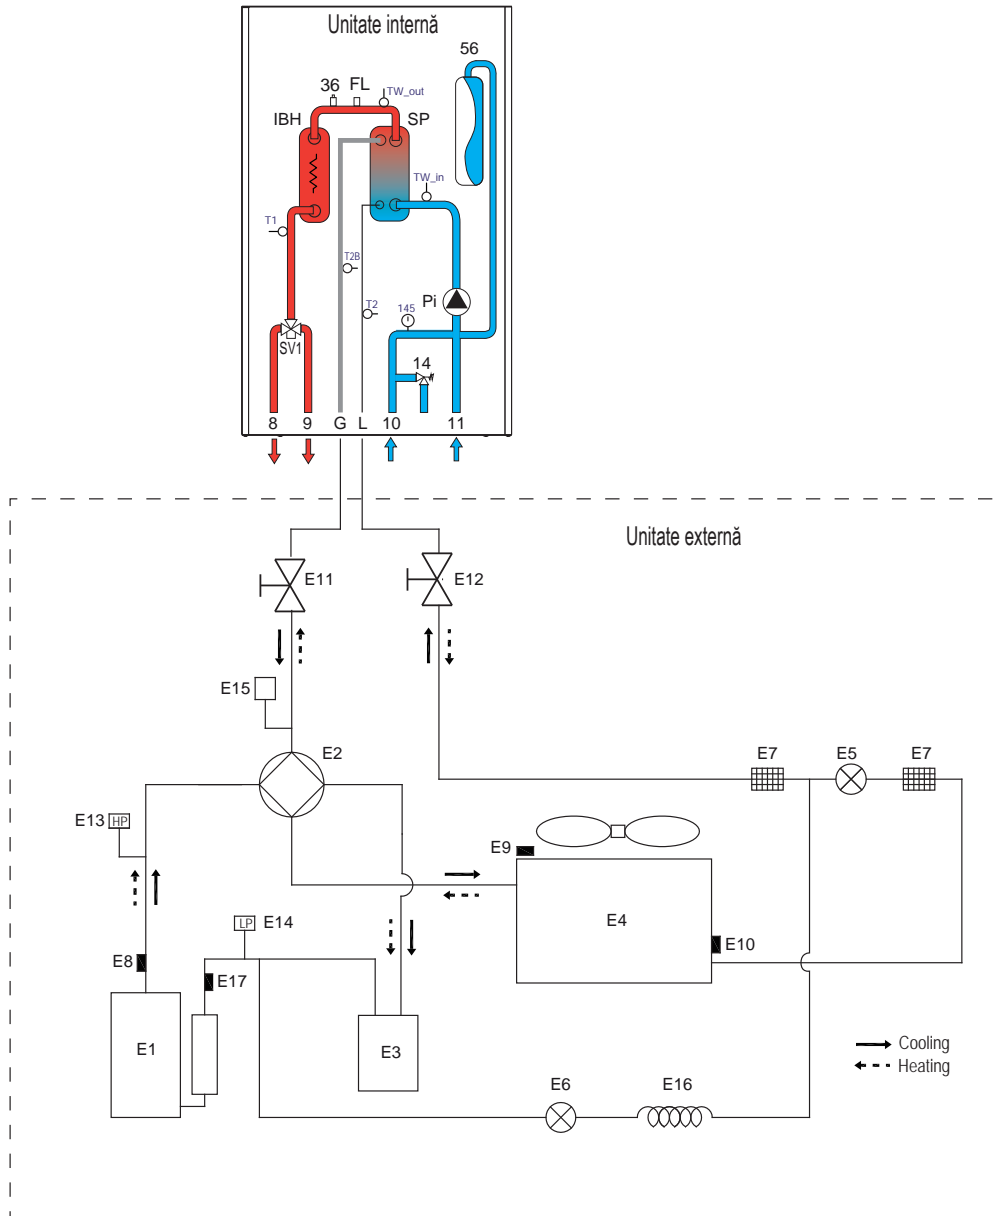 Unitate internă
56
36 FL
TW_out
IBH
SP
TW_in
T1
T2B
T2
145
Pi
SV1
14
8 9 G L 10 11
Unitate externă
E11
E12
E15
E2
E7 E5 E7
E13 HP
E9
E4
LP E14
E10
E8
E17
E1
E3
Cooling
Heating
E6 E16